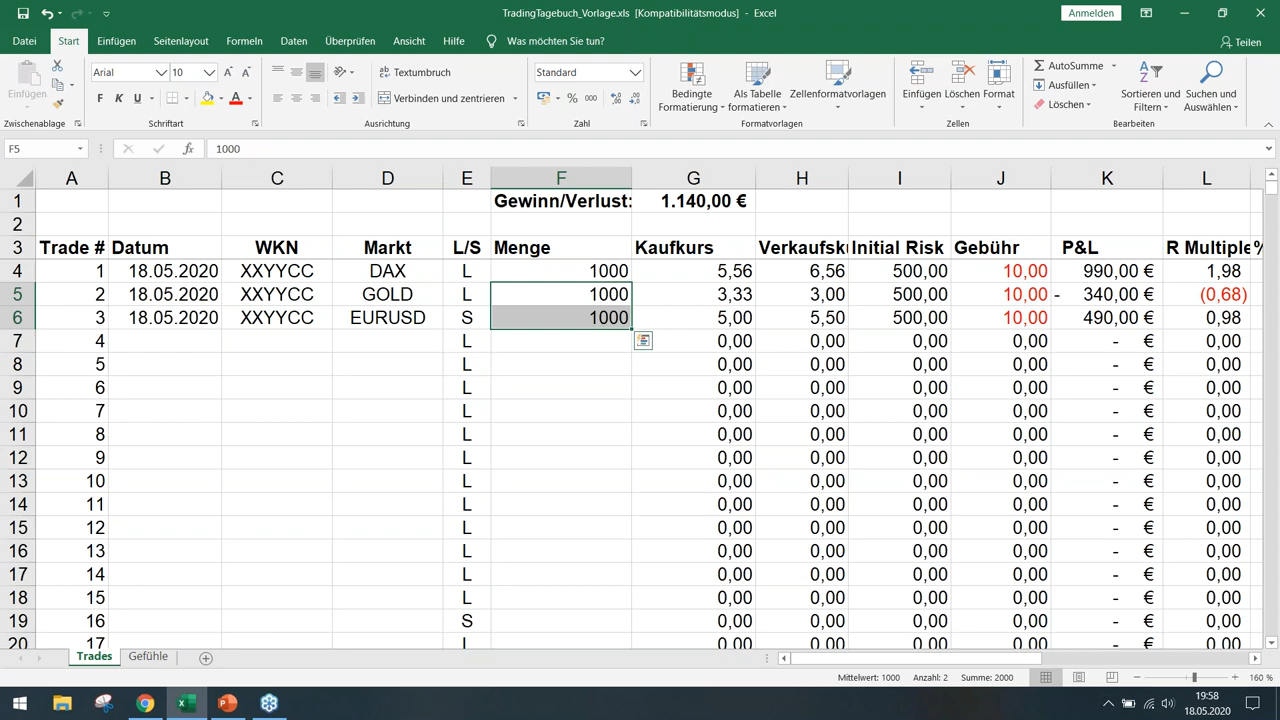 TradingTagebuch_Vorlage.xls [Kompatibilitätsmodus] - Excel
Anmelden
Datei Start Einfügen Seitenlayout Formeln Daten Überprüfen Ansicht Hilfe Was möchten Sie tun? Teilen
Einfügen
Arial 10
F K U
Textumbruch
Verbinden und zentrieren
Standard
% 000
Bedingte Formatierung
Als Tabelle formatieren
Zellenformatvorlagen
Einfügen Löschen Format
AutoSumme
Ausfüllen
Löschen
Sortieren und Filtern
Suchen und Auswählen
Zwischenablage Schriftart Ausrichtung Zahl Formatvorlagen Zellen Bearbeiten
F5 fx 1000
A B C D E F G H I J K L
1 Gewinn/Verlust: 1.140,00 €
2
3 Trade # Datum WKN Markt L/S Menge Kaufkurs Verkaufsk Initial Risk Gebühr P&L R Multiple %
4 1 18.05.2020 XXYYCC DAX L 1000 5,56 6,56 500,00 10,00 990,00 € 1,98
5 2 18.05.2020 XXYYCC GOLD L 1000 3,33 3,00 500,00 10,00 - 340,00 € (0,68)
6 3 18.05.2020 XXYYCC EURUSD S 1000 5,00 5,50 500,00 10,00 490,00 € 0,98
7 4 L 0,00 0,00 0,00 0,00 - € 0,00
8 5 L 0,00 0,00 0,00 0,00 - € 0,00
9 6 L 0,00 0,00 0,00 0,00 - € 0,00
10 7 L 0,00 0,00 0,00 0,00 - € 0,00
11 8 L 0,00 0,00 0,00 0,00 - € 0,00
12 9 L 0,00 0,00 0,00 0,00 - € 0,00
13 10 L 0,00 0,00 0,00 0,00 - € 0,00
14 11 L 0,00 0,00 0,00 0,00 - € 0,00
15 12 L 0,00 0,00 0,00 0,00 - € 0,00
16 13 L 0,00 0,00 0,00 0,00 - € 0,00
17 14 L 0,00 0,00 0,00 0,00 - € 0,00
18 15 L 0,00 0,00 0,00 0,00 - € 0,00
19 16 S 0,00 0,00 0,00 0,00 - € 0,00
20 17 L 0,00 0,00 0,00 0,00 - € 0,00
Trades Gefühle
Mittelwert: 1000 Anzahl: 2 Summe: 2000 160 %
19:58
18.05.2020